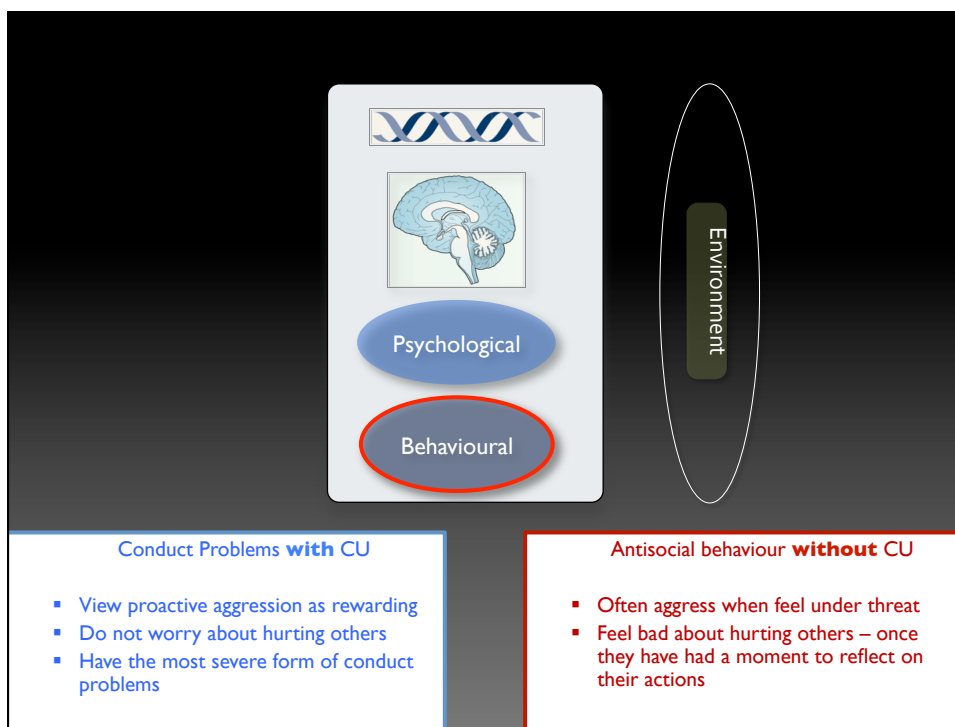 Environment
Psychological
Behavioural
Conduct Problems with CU
▪ View proactive aggression as rewarding
▪ Do not worry about hurting others
▪ Have the most severe form of conduct
problems
Antisocial behaviour without CU
▪ Often aggress when feel under threat
▪ Feel bad about hurting others – once
they have had a moment to reflect on
their actions